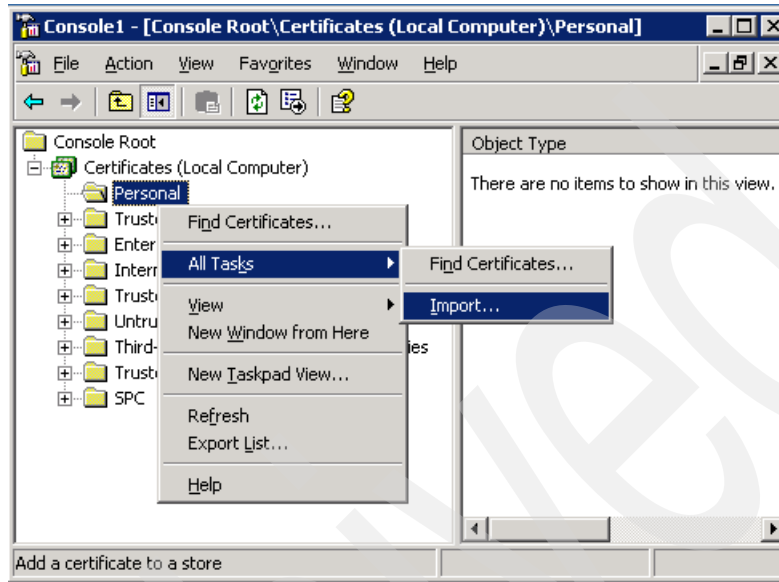 Console1 - [Console Root\Certificates (Local Computer)\Personal]
File Action View Favorites Window Help
Console Root
Object Type
Certificates (Local Computer)
There are no items to show in this view.
Personal
Find Certificates...
All Tasks
Find Certificates...
View
Import...
New Window from Here
ies
New Taskpad View...
SPC
Refresh
Export List...
Help
Add a certificate to a store